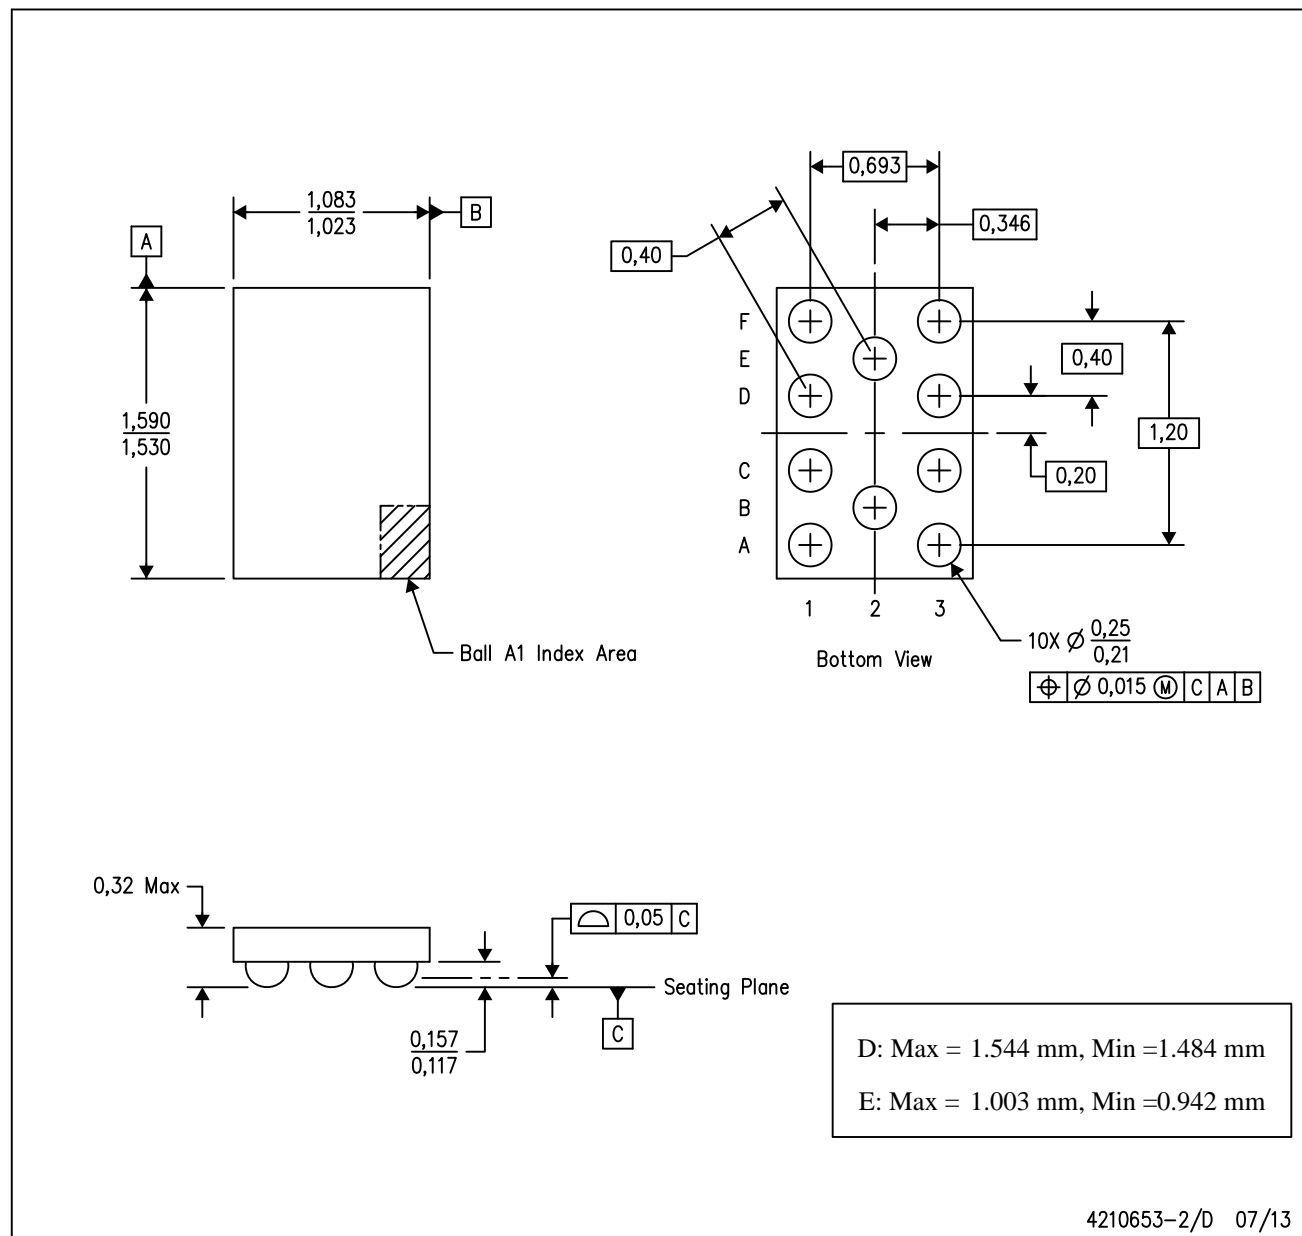 0,693
1,083
1,023
B
0,346
A
0,40
F
E
0,40
D
1,590
1,530
1,20
C
0,20
B
A
1 2 3
Ball A1 Index Area
Bottom View
10X Ø 0,25
0,21
⌖ Ø 0,015 Ⓜ C A B
0,32 Max
⌓ 0,05 C
Seating Plane
C
0,157
0,117
D: Max = 1.544 mm, Min =1.484 mm
E: Max = 1.003 mm, Min =0.942 mm
4210653-2/D 07/13